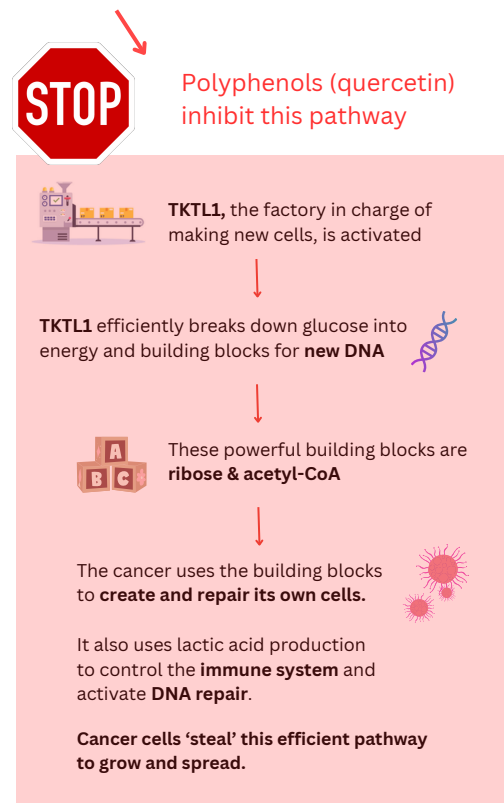 STOP
Polyphenols (quercetin)
inhibit this pathway
TKTL1, the factory in charge of
making new cells, is activated
TKTL1 efficiently breaks down glucose into
energy and building blocks for new DNA
A
B C
These powerful building blocks are
ribose & acetyl-CoA
The cancer uses the building blocks
to create and repair its own cells.
It also uses lactic acid production
to control the immune system and
activate DNA repair.
Cancer cells ‘steal’ this efficient pathway
to grow and spread.